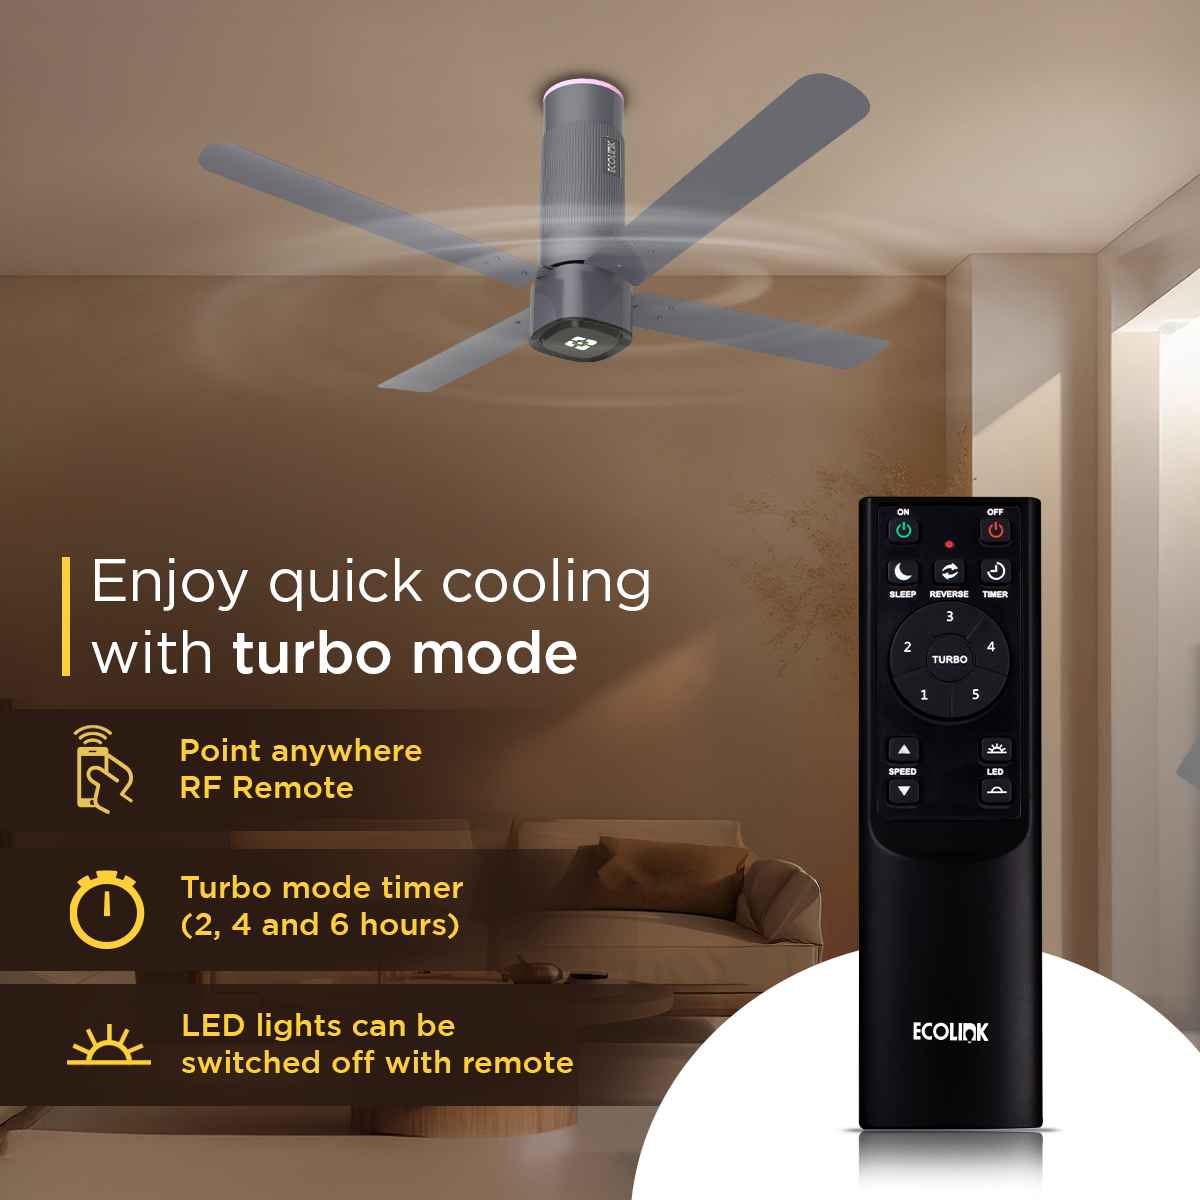 ECOLINK
Enjoy quick cooling
with turbo mode
Point anywhere
RF Remote
Turbo mode timer
(2, 4 and 6 hours)
LED lights can be
switched off with remote
ON OFF
SLEEP REVERSE TIMER
3
2 4
TURBO
1 5
SPEED LED
ECOLINK